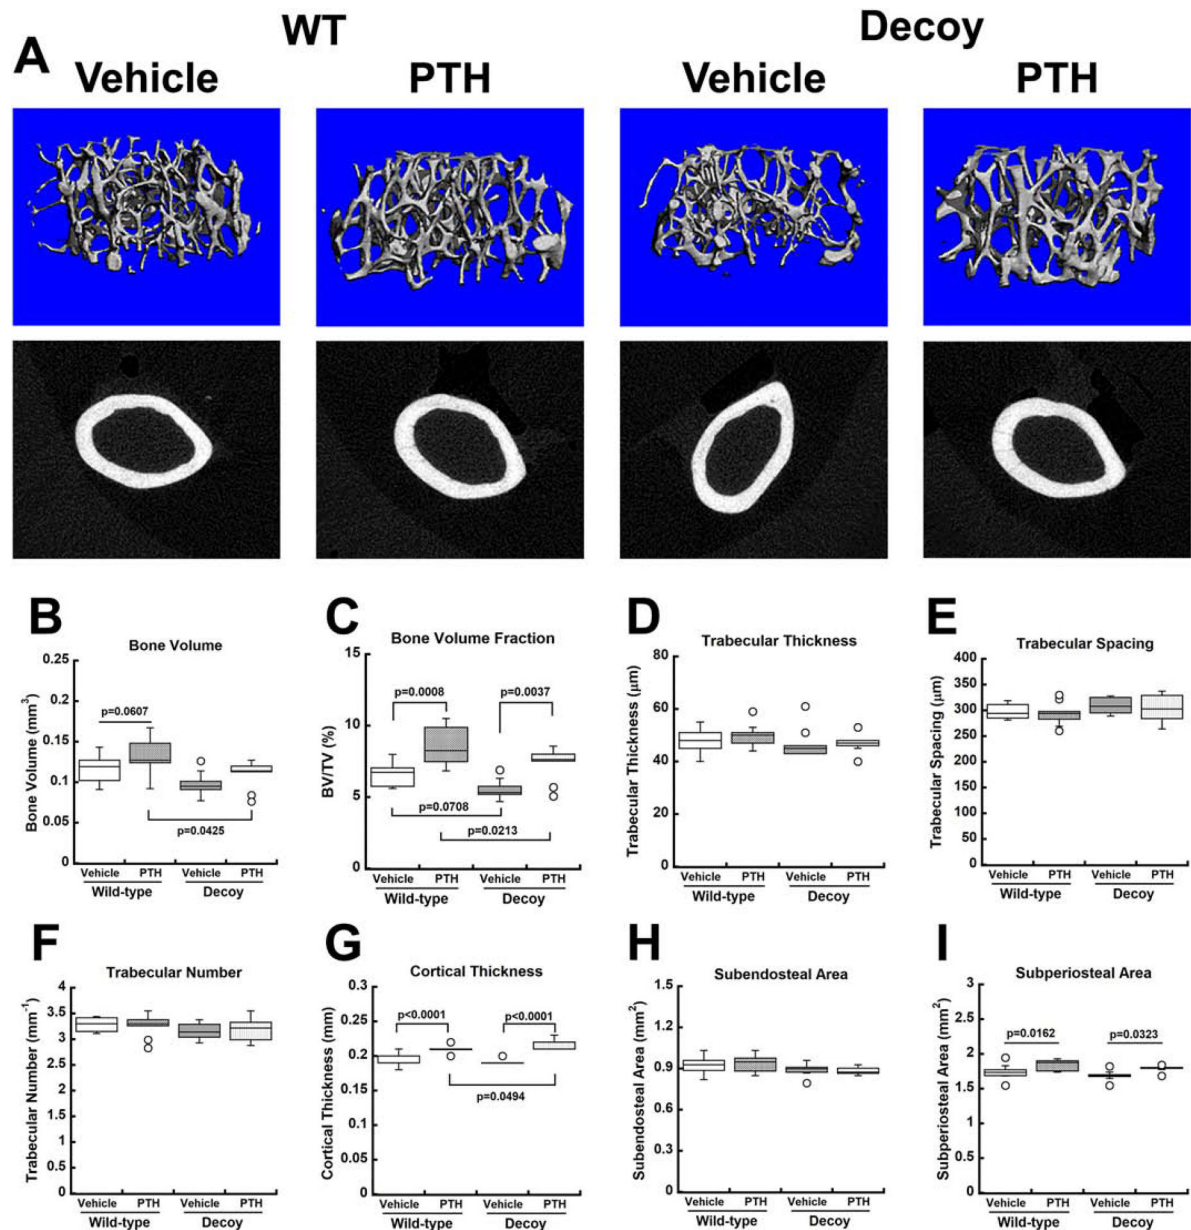 WT
Decoy
A
Vehicle
PTH
Vehicle
PTH
B
Bone Volume
Bone Volume (mm³)
0.25
0.2
0.15
0.1
0.05
0
p=0.0607
p=0.0425
Vehicle PTH Vehicle PTH
Wild-type Decoy
C
Bone Volume Fraction
BV/TV (%)
15
10
5
0
p=0.0008
p=0.0037
p=0.0708
p=0.0213
Vehicle PTH Vehicle PTH
Wild-type Decoy
D
Trabecular Thickness
Trabecular Thickness (μm)
80
60
40
20
0
Vehicle PTH Vehicle PTH
Wild-type Decoy
E
Trabecular Spacing
Trabecular Spacing (μm)
400
350
300
250
200
150
100
50
0
Vehicle PTH Vehicle PTH
Wild-type Decoy
F
Trabecular Number
Trabecular Number (mm⁻¹)
4
3.5
3
2.5
2
1.5
1
0.5
0
Vehicle PTH Vehicle PTH
Wild-type Decoy
G
Cortical Thickness
Cortical Thickness (mm)
0.3
0.2
0.1
0
p<0.0001
p<0.0001
p=0.0494
Vehicle PTH Vehicle PTH
Wild-type Decoy
H
Subendosteal Area
Subendosteal Area (mm²)
1.5
1.2
0.9
0.6
0.3
0
Vehicle PTH Vehicle PTH
Wild-type Decoy
I
Subperiosteal Area
Subperiosteal Area (mm²)
3
2.5
2
1.5
1
0.5
0
p=0.0162
p=0.0323
Vehicle PTH Vehicle PTH
Wild-type Decoy